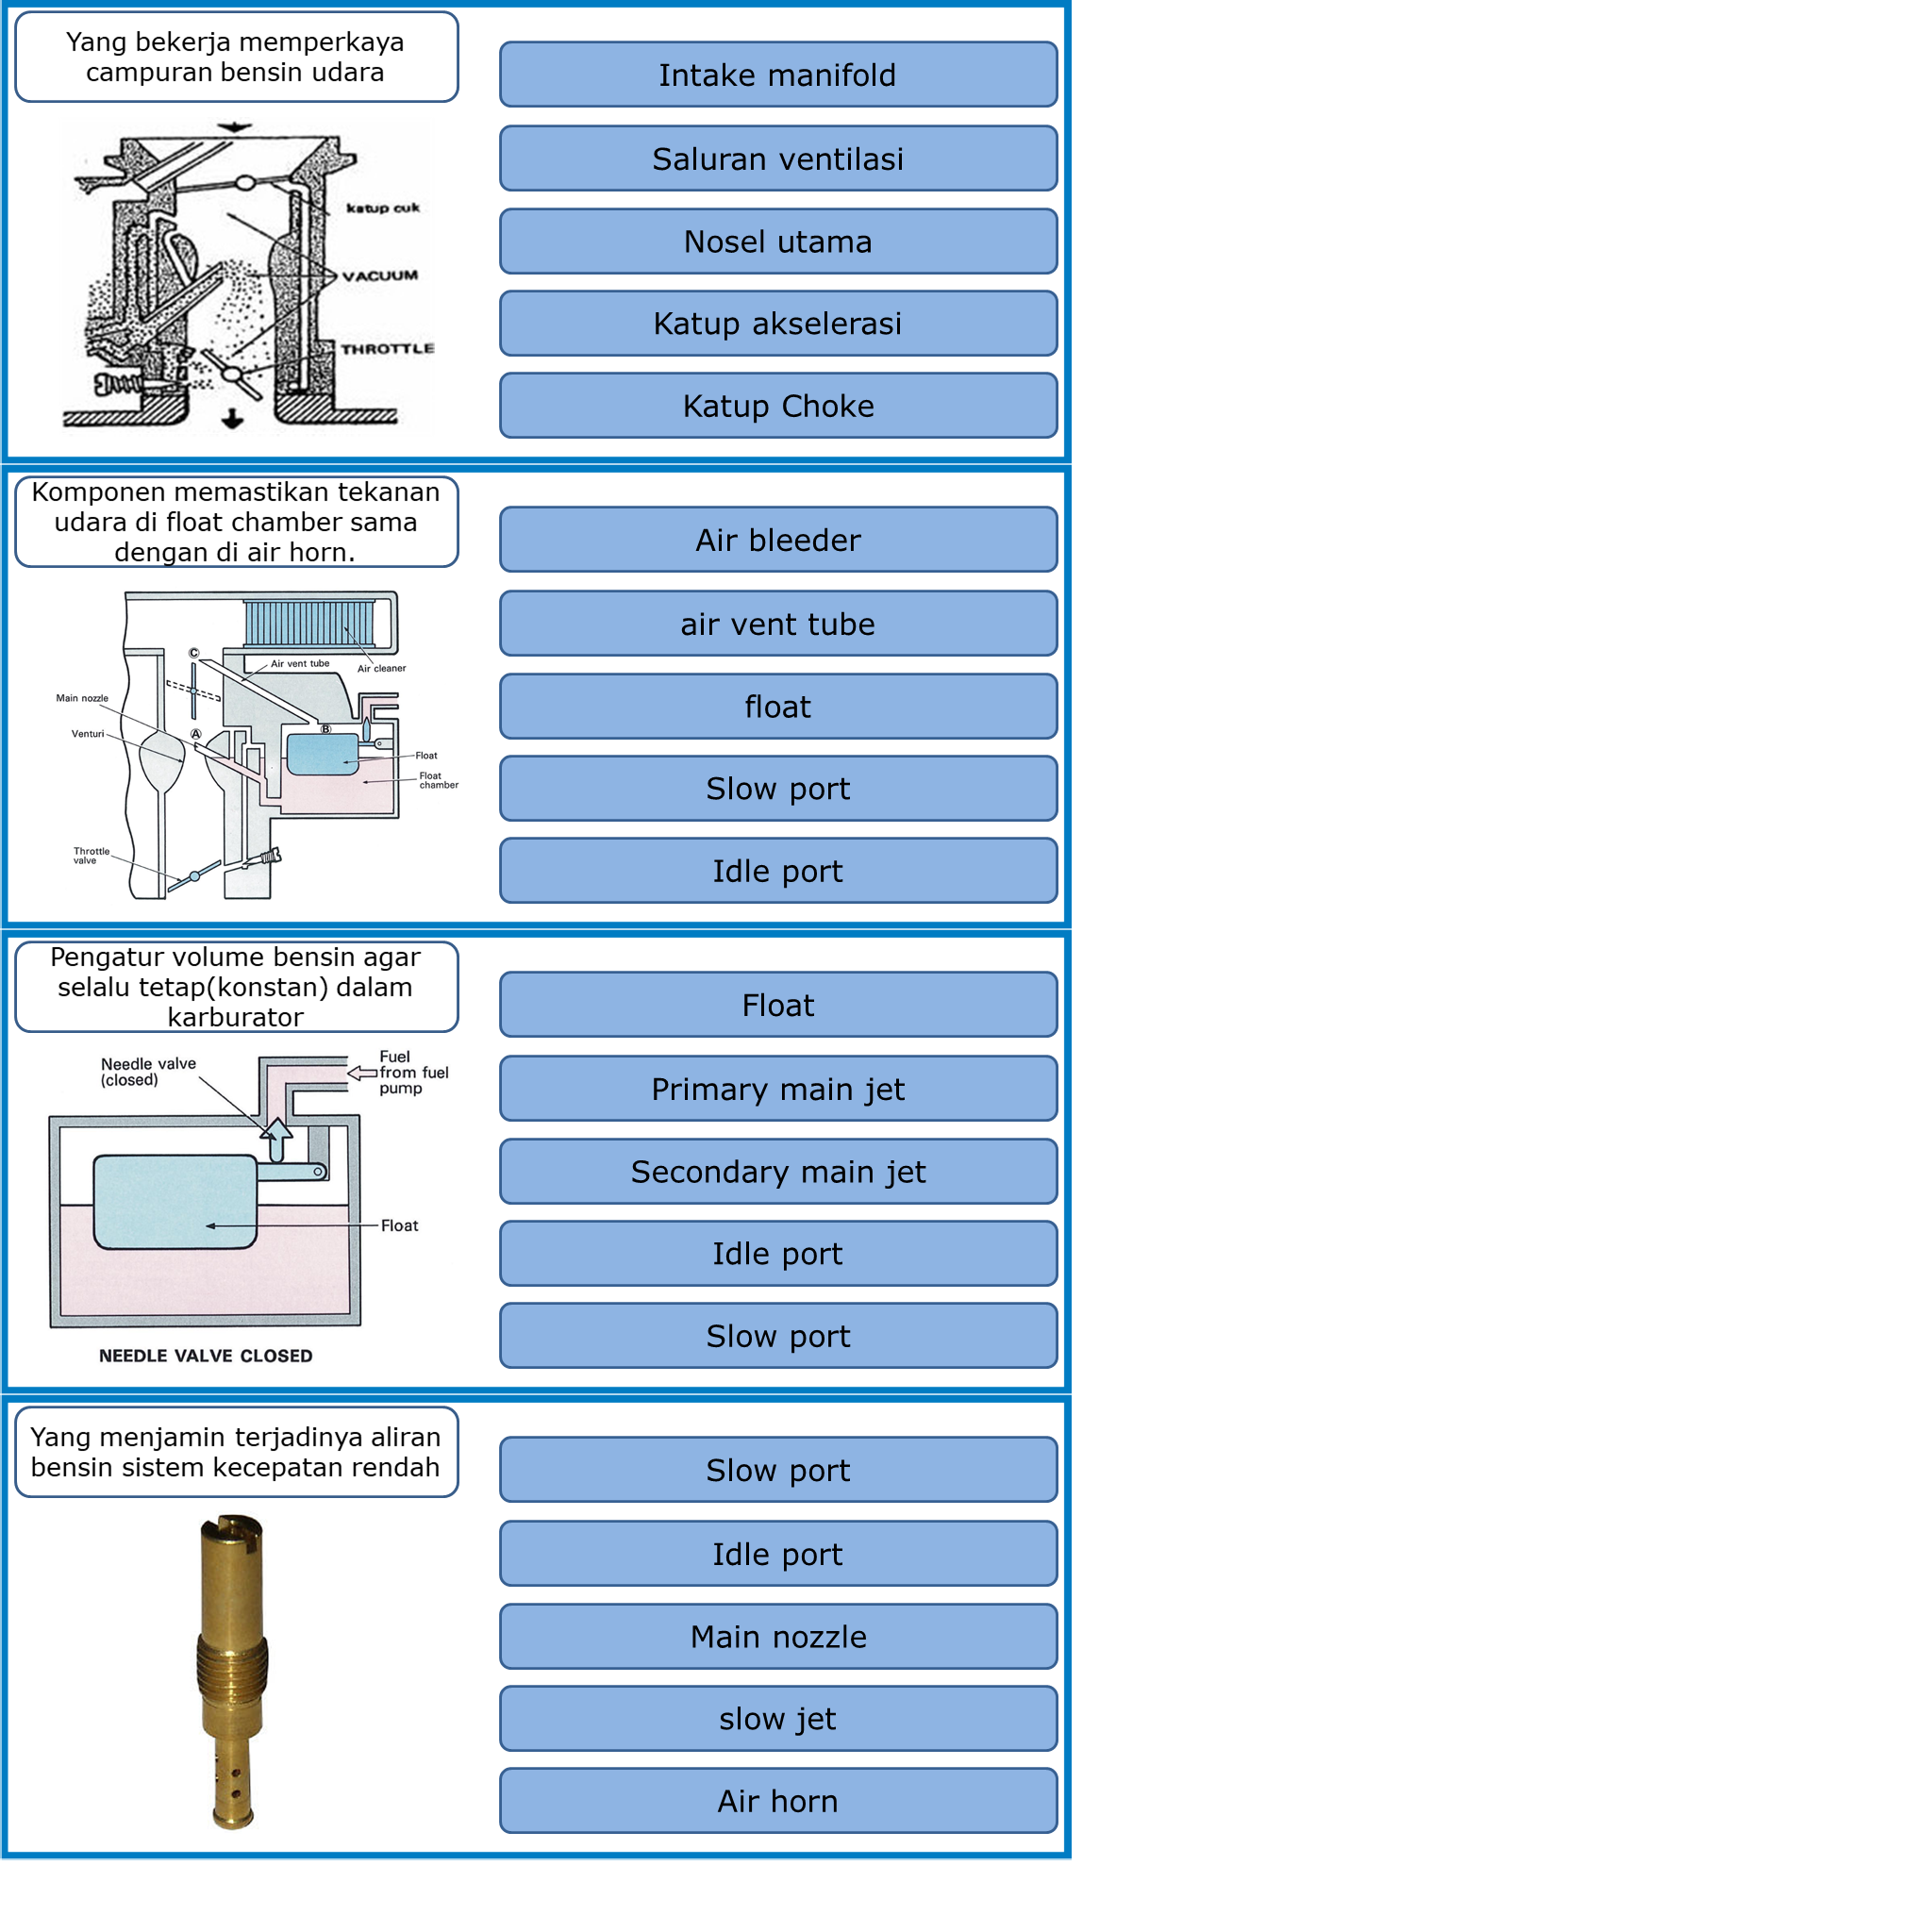 Yang bekerja memperkaya
campuran bensin udara
katup cuk
VACUUM
THROTTLE
Intake manifold
Saluran ventilasi
Nosel utama
Katup akselerasi
Katup Choke
Komponen memastikan tekanan
udara di float chamber sama
dengan di air horn.
C
Air vent tube
Air cleaner
Main nozzle
A
B
Venturi
Float
Float
chamber
Throttle
valve
Air bleeder
air vent tube
float
Slow port
Idle port
Pengatur volume bensin agar
selalu tetap(konstan) dalam
karburator
Needle valve
(closed)
Fuel
from fuel
pump
Float
NEEDLE VALVE CLOSED
Float
Primary main jet
Secondary main jet
Idle port
Slow port
Yang menjamin terjadinya aliran
bensin sistem kecepatan rendah
Slow port
Idle port
Main nozzle
slow jet
Air horn